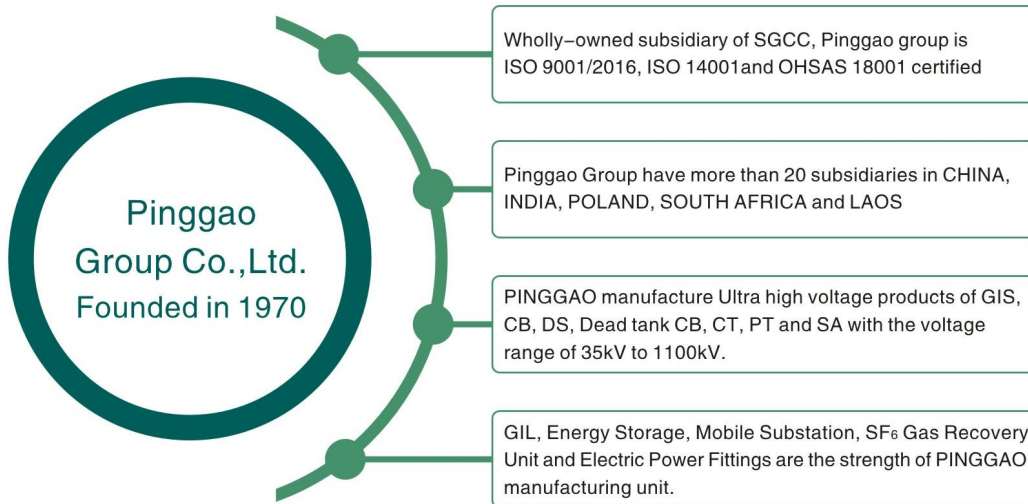 Pinggao
Group Co.,Ltd.
Founded in 1970
Wholly–owned subsidiary of SGCC, Pinggao group is
ISO 9001/2016, ISO 14001and OHSAS 18001 certified
Pinggao Group have more than 20 subsidiaries in CHINA,
INDIA, POLAND, SOUTH AFRICA and LAOS
PINGGAO manufacture Ultra high voltage products of GIS,
CB, DS, Dead tank CB, CT, PT and SA with the voltage
range of 35kV to 1100kV.
GIL, Energy Storage, Mobile Substation, SF₆ Gas Recovery
Unit and Electric Power Fittings are the strength of PINGGAO
manufacturing unit.